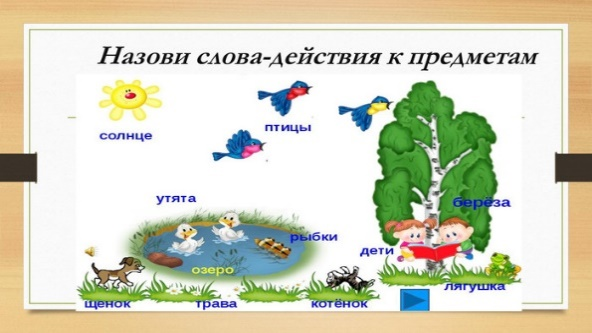 Назови слова-действия к предметам
солнце
птицы
утята
берёза
рыбки
дети
озеро
лягушка
щенок
трава
котёнок